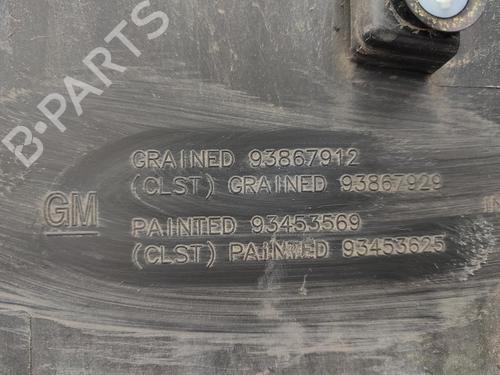 B-PARTS
GRAINED 93867912
(CLST) GRAINED 93867929
GM
PAINTED 93453569
(CLST) PAINTED 93453625